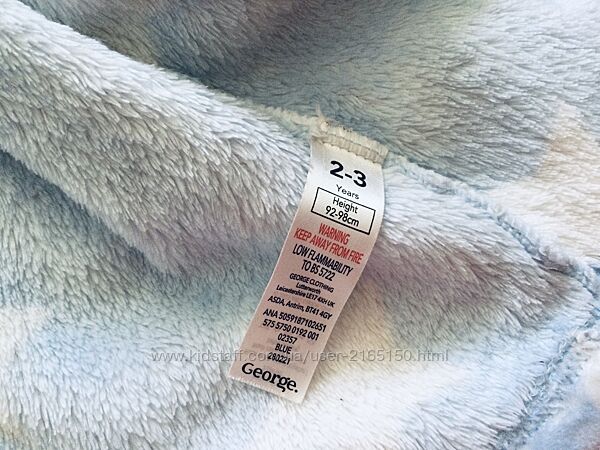 2-3
Years
Height
92-98cm
WARNING
KEEP AWAY FROM FIRE
LOW FLAMMABILITY
TO BS 5722
GEORGE CLOTHING
Lutterworth
Leicestershire LE17 4XH UK
ASDA, Antrim, BT41 4GY
ANA 5059187102651
575 5750 0192 001
02357
BLUE
280221
George.
www.kidstaff.com.ua/user-2165150.html